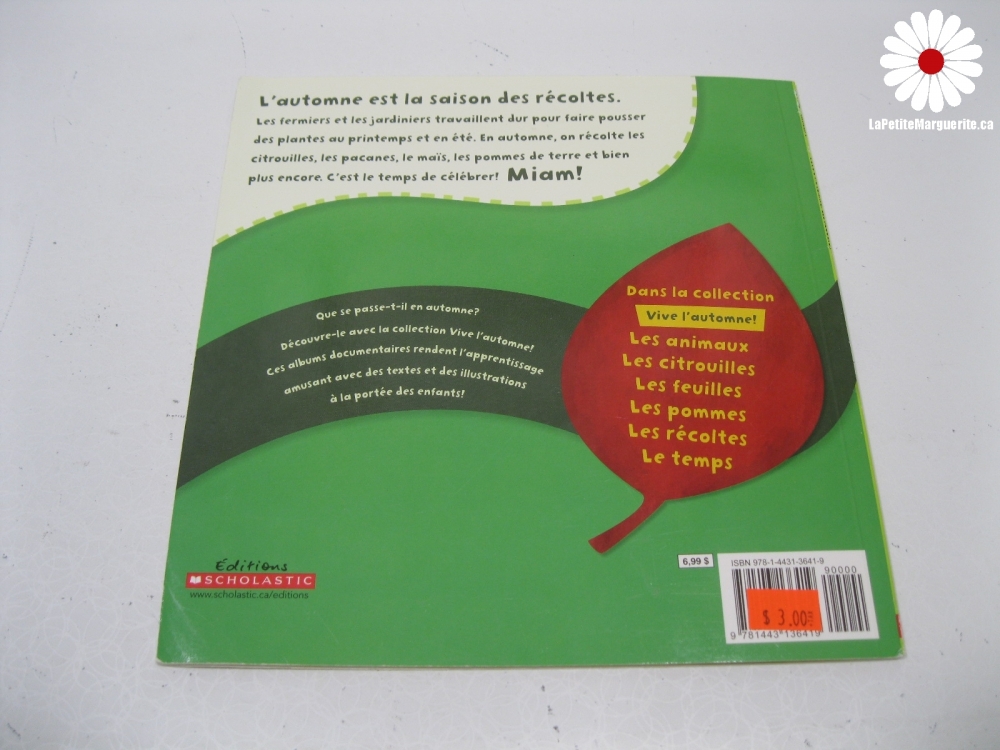 LaPetiteMarguerite.ca
L'automne est la saison des récoltes.
Les fermiers et les jardiniers travaillent dur pour faire pousser
des plantes au printemps et en été. En automne, on récolte les
citrouilles, les pacanes, le maïs, les pommes de terre et bien
plus encore. C'est le temps de célébrer! Miam!
Que se passe-t-il en automne?
Découvre-le avec la collection Vive l'automne!
Ces albums documentaires rendent l'apprentissage
amusant avec des textes et des illustrations
à la portée des enfants!
Dans la collection
Vive l'automne!
Les animaux
Les citrouilles
Les feuilles
Les pommes
Les récoltes
Le temps
Éditions
SCHOLASTIC
www.scholastic.ca/editions
6,99 $
ISBN 978-1-4431-3641-9
90000
$ 3.00
9 781443 136419